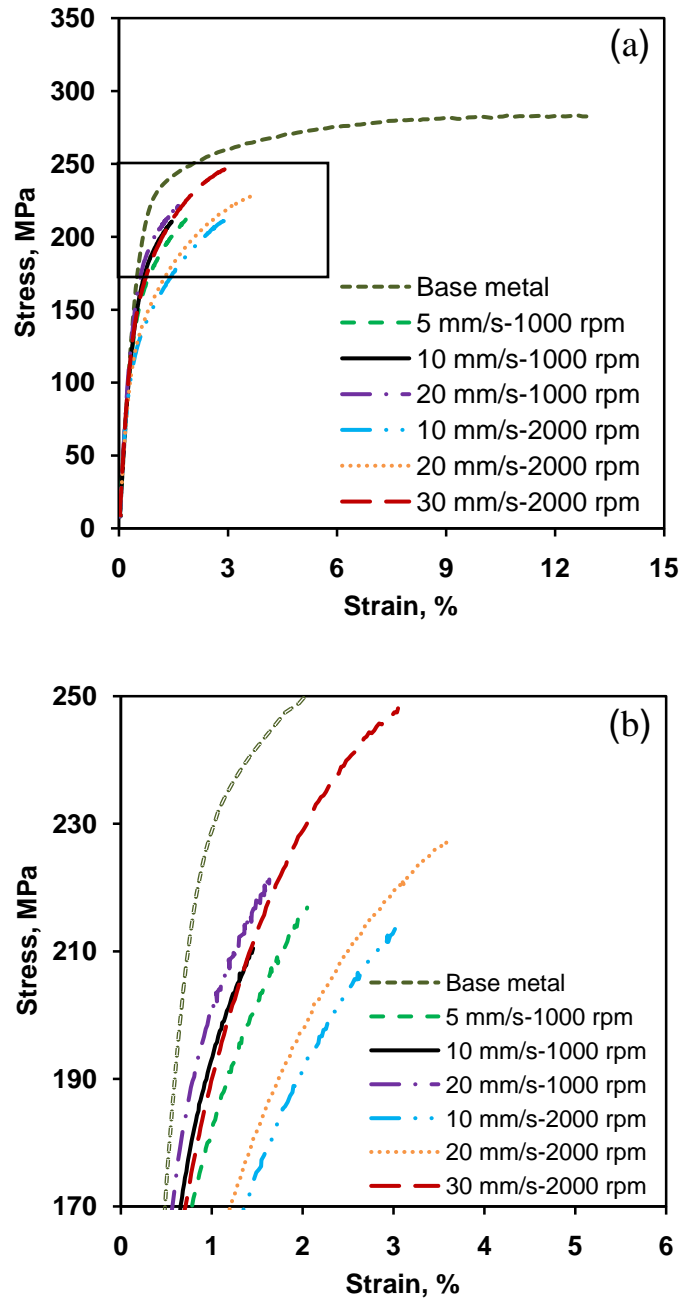 (a)
350
300
250
200
150
100
50
0
Stress, MPa
Base metal
5 mm/s-1000 rpm
10 mm/s-1000 rpm
20 mm/s-1000 rpm
10 mm/s-2000 rpm
20 mm/s-2000 rpm
30 mm/s-2000 rpm
0 3 6 9 12 15
Strain, %
(b)
250
230
210
190
170
Stress, MPa
Base metal
5 mm/s-1000 rpm
10 mm/s-1000 rpm
20 mm/s-1000 rpm
10 mm/s-2000 rpm
20 mm/s-2000 rpm
30 mm/s-2000 rpm
0 1 2 3 4 5 6
Strain, %